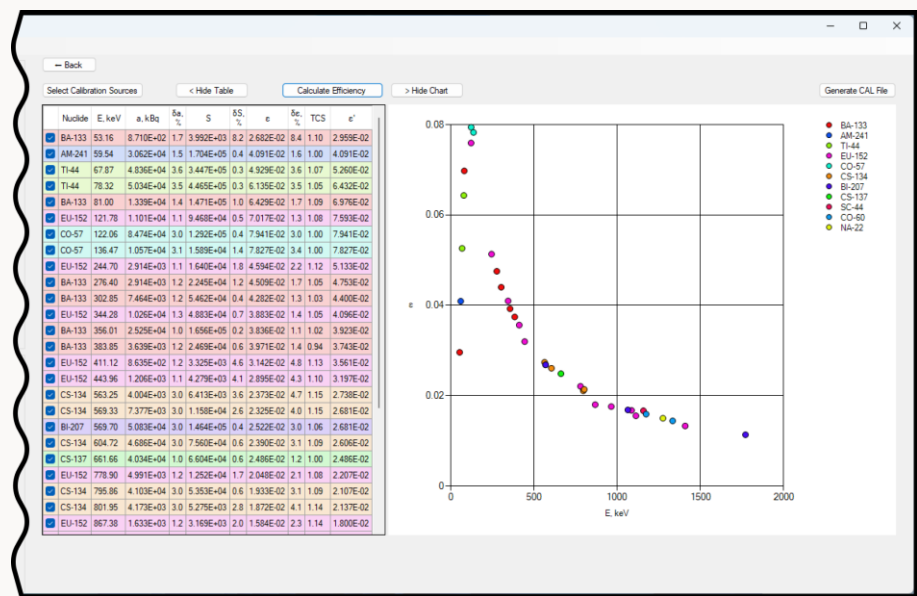 ← Back
Select Calibration Sources < Hide Table Calculate Efficiency > Hide Chart Generate CAL File
Nuclide E, keV a, kBq δa, % S δS, % ε δε, % TCS ε'
BA-133 53.16 8.710E+02 1.7 3.992E+03 8.2 2.682E-02 8.4 1.10 2.959E-02
AM-241 59.54 3.062E+04 1.5 1.704E+05 0.4 4.091E-02 1.6 1.00 4.091E-02
TI-44 67.87 4.836E+04 3.6 3.447E+05 0.3 4.929E-02 3.6 1.07 5.260E-02
TI-44 78.32 5.034E+04 3.5 4.465E+05 0.3 6.135E-02 3.5 1.05 6.432E-02
BA-133 81.00 1.339E+04 1.4 1.471E+05 1.0 6.429E-02 1.7 1.09 6.976E-02
EU-152 121.78 1.101E+04 1.1 9.468E+04 0.5 7.017E-02 1.3 1.08 7.593E-02
CO-57 122.06 8.474E+04 3.0 1.292E+05 0.4 7.941E-02 3.0 1.00 7.941E-02
CO-57 136.47 1.057E+04 3.1 1.589E+04 1.4 7.827E-02 3.4 1.00 7.827E-02
EU-152 244.70 2.914E+03 1.1 1.640E+04 1.8 4.594E-02 2.2 1.12 5.133E-02
BA-133 276.40 2.914E+03 1.2 2.245E+04 1.2 4.509E-02 1.7 1.05 4.753E-02
BA-133 302.85 7.464E+03 1.2 5.462E+04 0.4 4.282E-02 1.3 1.03 4.400E-02
EU-152 344.28 1.026E+04 1.3 4.883E+04 0.7 3.883E-02 1.4 1.05 4.096E-02
BA-133 356.01 2.525E+04 1.0 1.656E+05 0.2 3.836E-02 1.1 1.02 3.923E-02
BA-133 383.85 3.639E+03 1.2 2.469E+04 0.6 3.971E-02 1.4 0.94 3.743E-02
EU-152 411.12 8.635E+02 1.2 3.325E+03 4.6 3.142E-02 4.8 1.13 3.561E-02
EU-152 443.96 1.206E+03 1.1 4.279E+03 4.1 2.895E-02 4.3 1.10 3.197E-02
CS-134 563.25 4.004E+03 3.0 6.413E+03 3.6 2.373E-02 4.7 1.15 2.738E-02
CS-134 569.33 7.377E+03 3.0 1.158E+04 2.6 2.325E-02 4.0 1.15 2.681E-02
BI-207 569.70 5.083E+04 3.0 1.464E+05 0.4 2.522E-02 3.0 1.06 2.681E-02
CS-134 604.72 4.686E+04 3.0 7.560E+04 0.6 2.390E-02 3.1 1.09 2.606E-02
CS-137 661.66 4.034E+04 1.0 6.604E+04 0.6 2.486E-02 1.2 1.00 2.486E-02
EU-152 778.90 4.991E+03 1.2 1.252E+04 1.7 2.048E-02 2.1 1.08 2.207E-02
CS-134 795.86 4.103E+04 3.0 5.353E+04 0.6 1.933E-02 3.1 1.09 2.107E-02
CS-134 801.95 4.173E+03 3.0 5.275E+03 2.8 1.872E-02 4.1 1.14 2.137E-02
EU-152 867.38 1.633E+03 1.2 3.169E+03 2.0 1.584E-02 2.3 1.14 1.800E-02
0.08
0.06
0.04
ε
0.02
0
0 500 1000 1500 2000
E, keV
BA-133
AM-241
TI-44
EU-152
CO-57
CS-134
BI-207
CS-137
SC-44
CO-60
NA-22